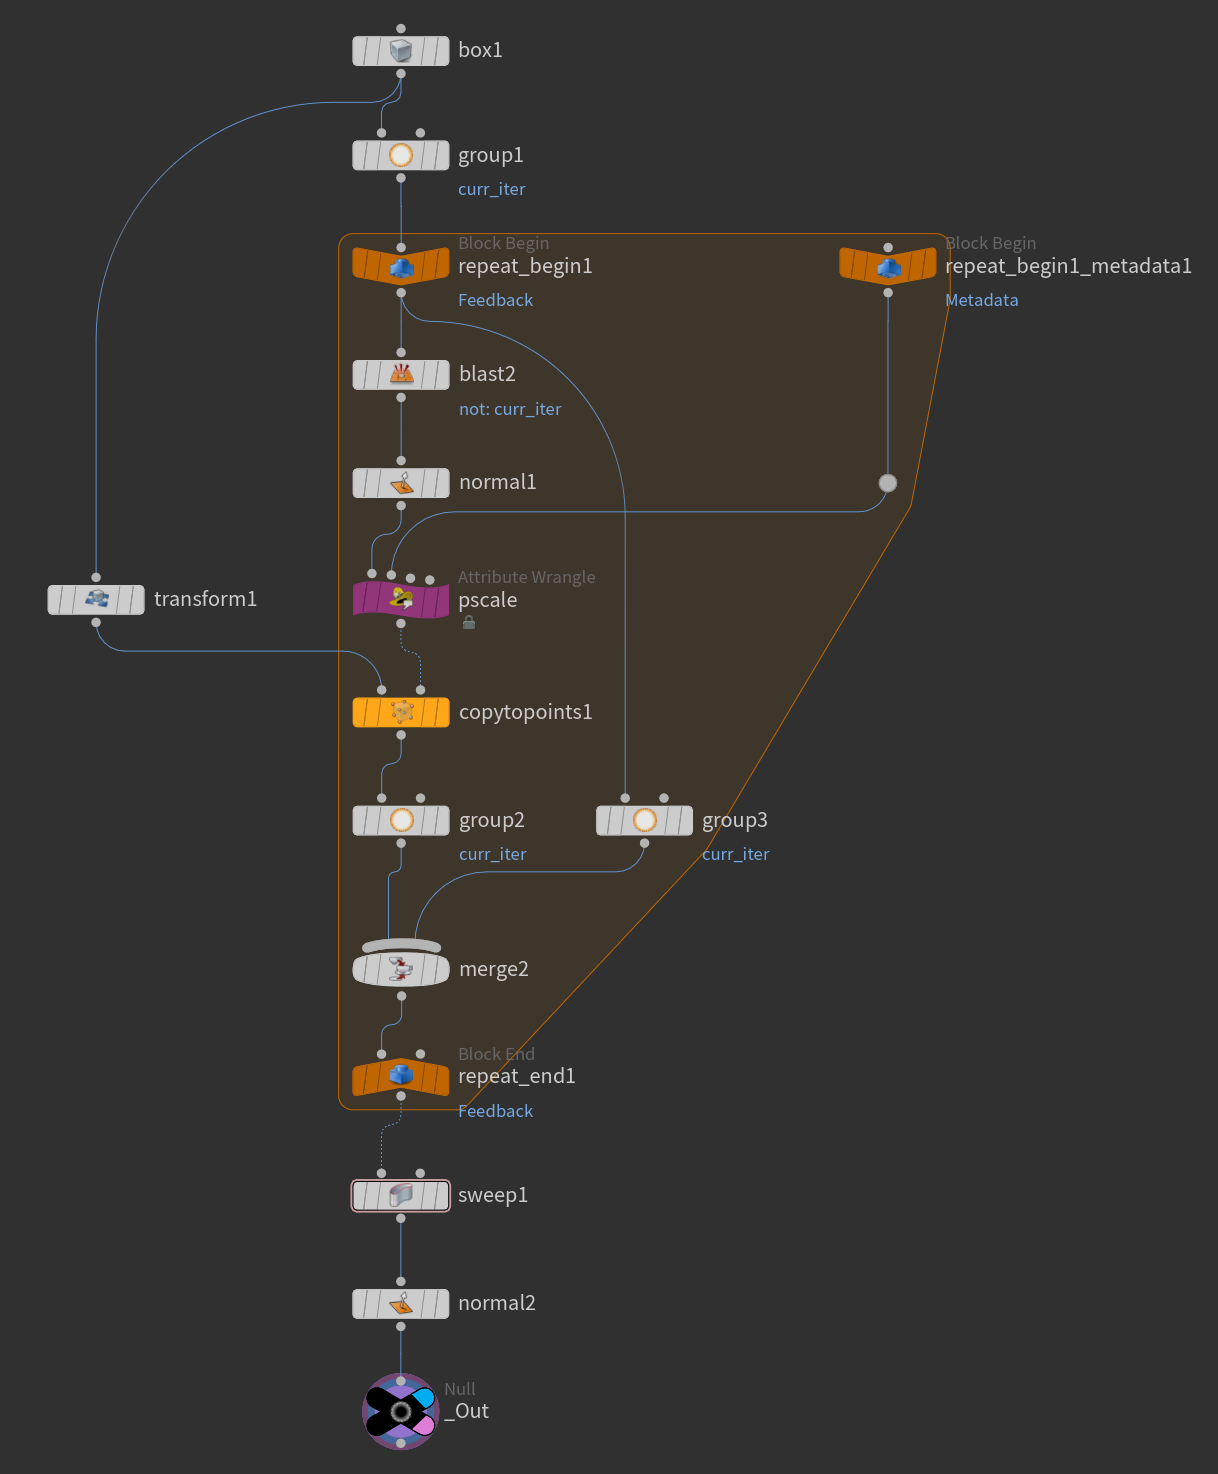 box1
group1
curr_iter
Block Begin
repeat_begin1
Feedback
Block Begin
repeat_begin1_metadata1
Metadata
blast2
not: curr_iter
normal1
Attribute Wrangle
pscale
transform1
copytopoints1
group2
curr_iter
group3
curr_iter
merge2
Block End
repeat_end1
Feedback
sweep1
normal2
Null
_Out